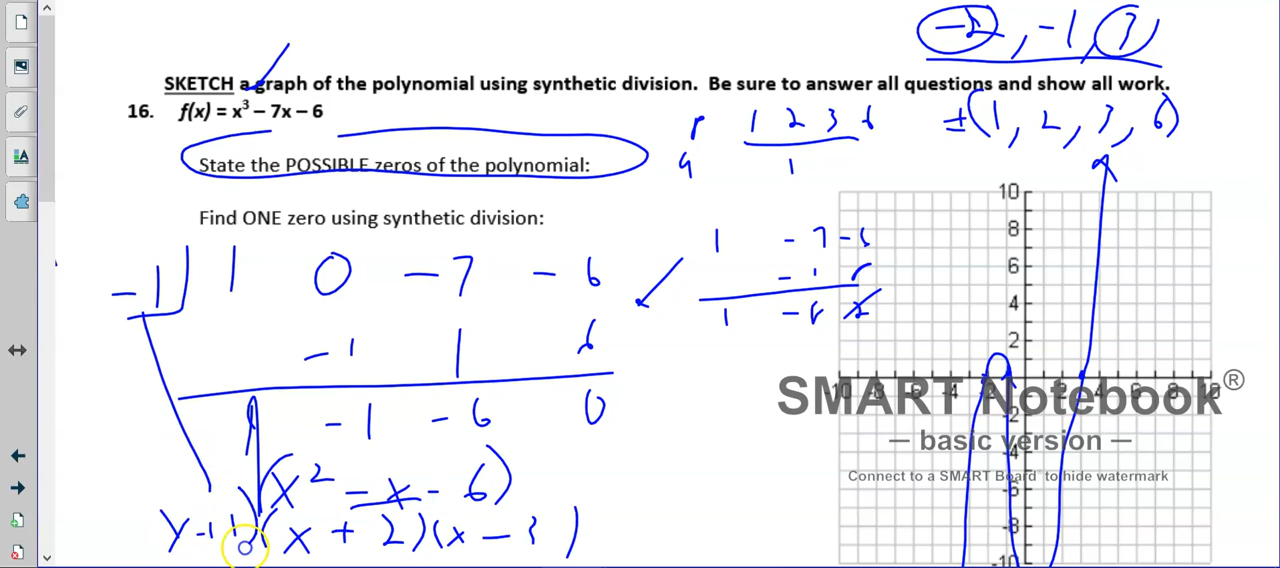 -2, -1, 3
SKETCH a graph of the polynomial using synthetic division. Be sure to answer all questions and show all work.
16. f(x) = x³ – 7x – 6
P 1 2 3 6 ±(1, 2, 3, 6)
q 1
State the POSSIBLE zeros of the polynomial:
Find ONE zero using synthetic division:
1 -7 -6
-1
1 -6
-1 1 0 -7 -6
-1 1 6
1 -1 -6 0
(x² - x - 6)
(x + 2)(x - 3)
10
8
6
4
2
-8 -6 -4 -2 2 4 6 8 10 12
-2
-4
-6
-8
-10
SMART Notebook®
— basic version —
Connect to a SMART Board to hide watermark